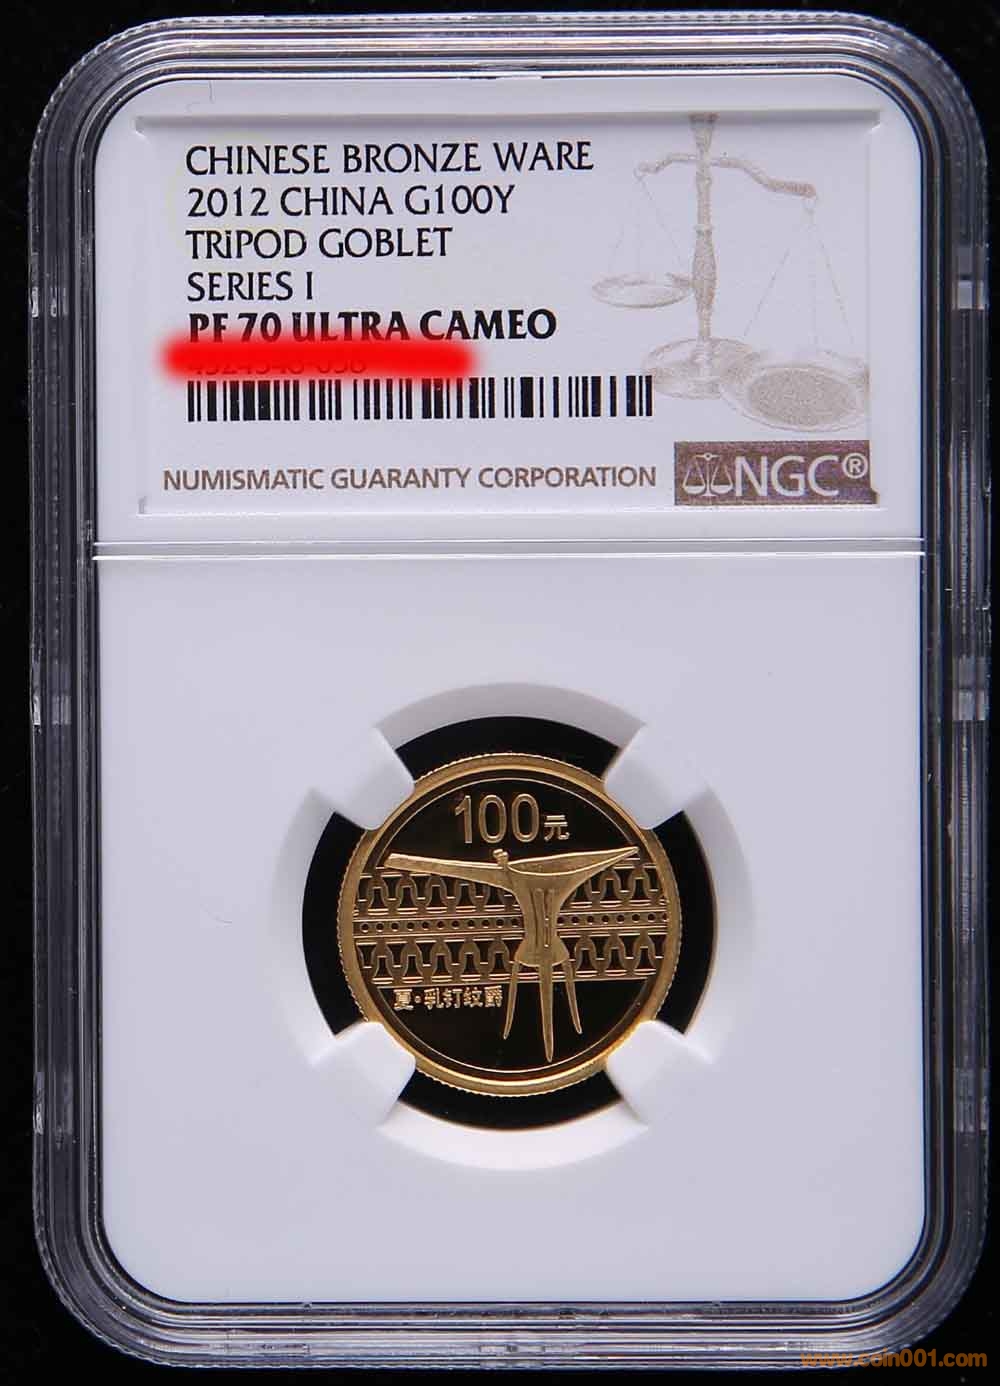 CHINESE BRONZE WARE
2012 CHINA G100Y
TRIPOD GOBLET
SERIES I
PF 70 ULTRA CAMEO
NUMISMATIC GUARANTY CORPORATION
NGC®
100元
夏·乳钉纹爵
www.coin001.com